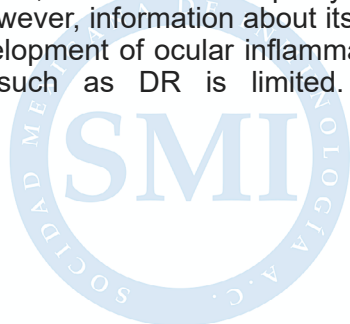 wever, information about its
elopment of ocular inflamma
such as DR is limited.
SMI